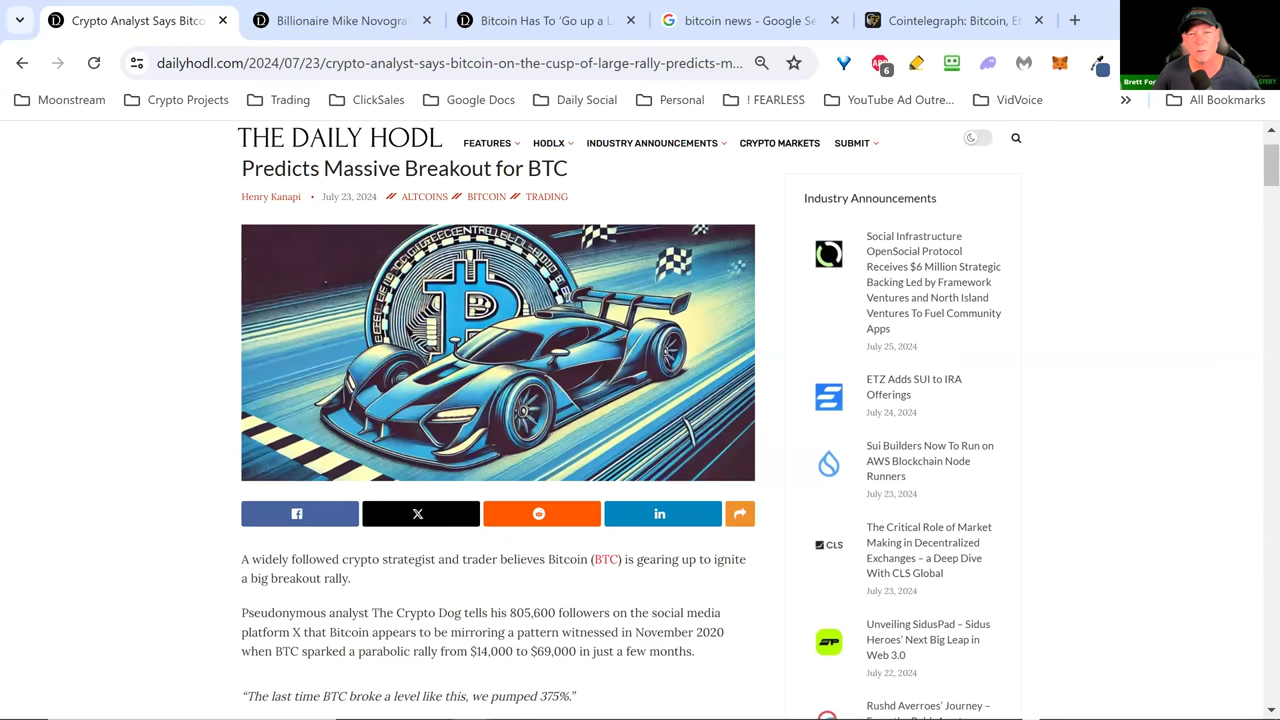 Crypto Analyst Says Bitco
Billionaire Mike Novogra
Bitcoin Has To 'Go up a L
bitcoin news - Google Se
Cointelegraph: Bitcoin, Et
dailyhodl.com/2024/07/23/crypto-analyst-says-bitcoin-on-the-cusp-of-large-rally-predicts-m...
6
Brett For
Moonstream
Crypto Projects
Trading
ClickSales
Google Docs
Daily Social
Personal
! FEARLESS
YouTube Ad Outre...
VidVoice
All Bookmarks
THE DAILY HODL
FEATURES
HODLX
INDUSTRY ANNOUNCEMENTS
CRYPTO MARKETS
SUBMIT
Predicts Massive Breakout for BTC
Henry Kanapi • July 23, 2024 // ALTCOINS // BITCOIN // TRADING
A widely followed crypto strategist and trader believes Bitcoin (BTC) is gearing up to ignite
a big breakout rally.
Pseudonymous analyst The Crypto Dog tells his 805,600 followers on the social media
platform X that Bitcoin appears to be mirroring a pattern witnessed in November 2020
when BTC sparked a parabolic rally from $14,000 to $69,000 in just a few months.
“The last time BTC broke a level like this, we pumped 375%.”
Industry Announcements
Social Infrastructure
OpenSocial Protocol
Receives $6 Million Strategic
Backing Led by Framework
Ventures and North Island
Ventures To Fuel Community
Apps
July 25, 2024
ETZ Adds SUI to IRA
Offerings
July 24, 2024
Sui Builders Now To Run on
AWS Blockchain Node
Runners
July 23, 2024
CLS
The Critical Role of Market
Making in Decentralized
Exchanges – a Deep Dive
With CLS Global
July 23, 2024
Unveiling SidusPad – Sidus
Heroes’ Next Big Leap in
Web 3.0
July 22, 2024
Rushd Averroes’ Journey –